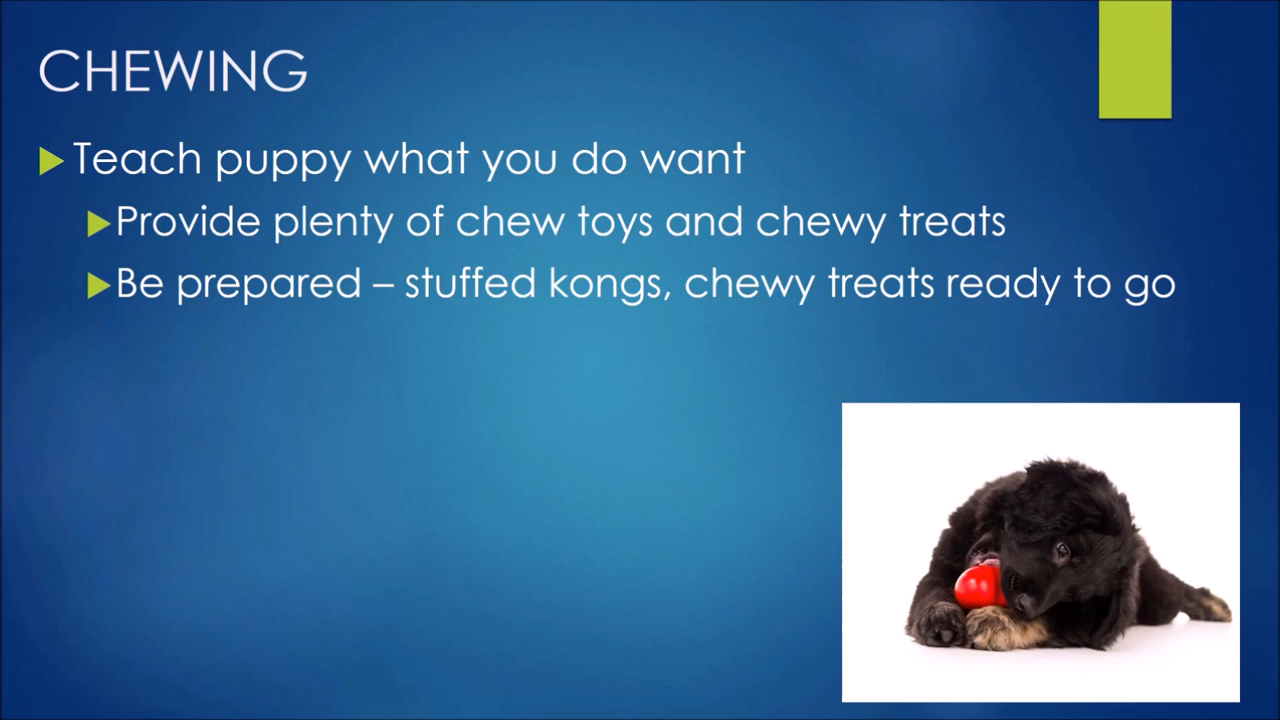 CHEWING
Teach puppy what you do want
Provide plenty of chew toys and chewy treats
Be prepared – stuffed kongs, chewy treats ready to go